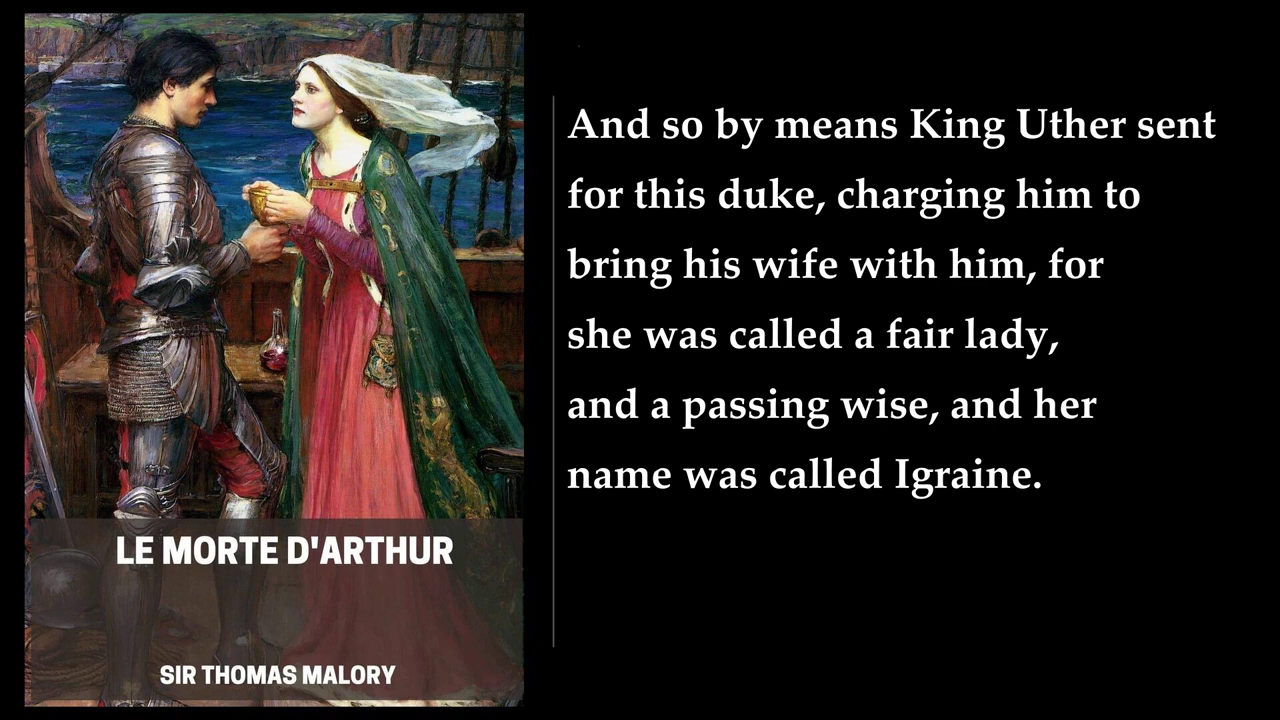 LE MORTE D'ARTHUR
SIR THOMAS MALORY
And so by means King Uther sent
for this duke, charging him to
bring his wife with him, for
she was called a fair lady,
and a passing wise, and her
name was called Igraine.